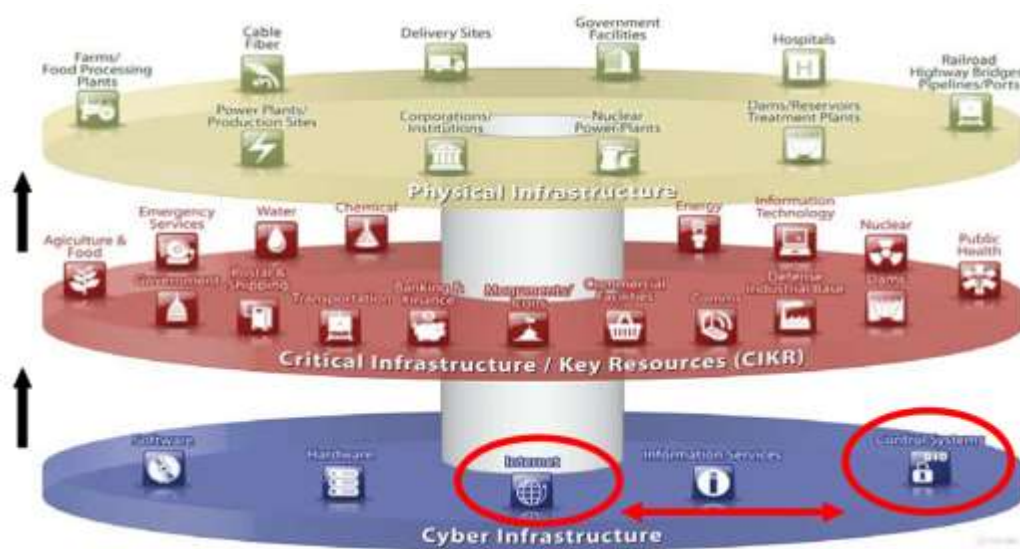 Government
Facilities
Delivery Sites
Cable
Fiber
Hospitals
Farms/
Food Processing
Plants
Railroad
Highway Bridges
Pipelines/Ports
Power Plants/
Production Sites
Corporations/
Institutions
Nuclear
Power Plants
Dams/Reservoirs
Treatment Plants
H
Physical Infrastructure
Emergency
Services
Water
Chemical
Energy
Information
Technology
Nuclear
Agiculture &
Food
Public
Health
Government
Postal &
Shipping
Transportation
Banking &
Finance
Monuments/
Icons
Commercial
Facilities
Comm
Defense
Industrial Base
Dams
Critical Infrastructure / Key Resources (CIKR)
Software
Hardware
Internet
Information Services
Control Systems
Cyber Infrastructure